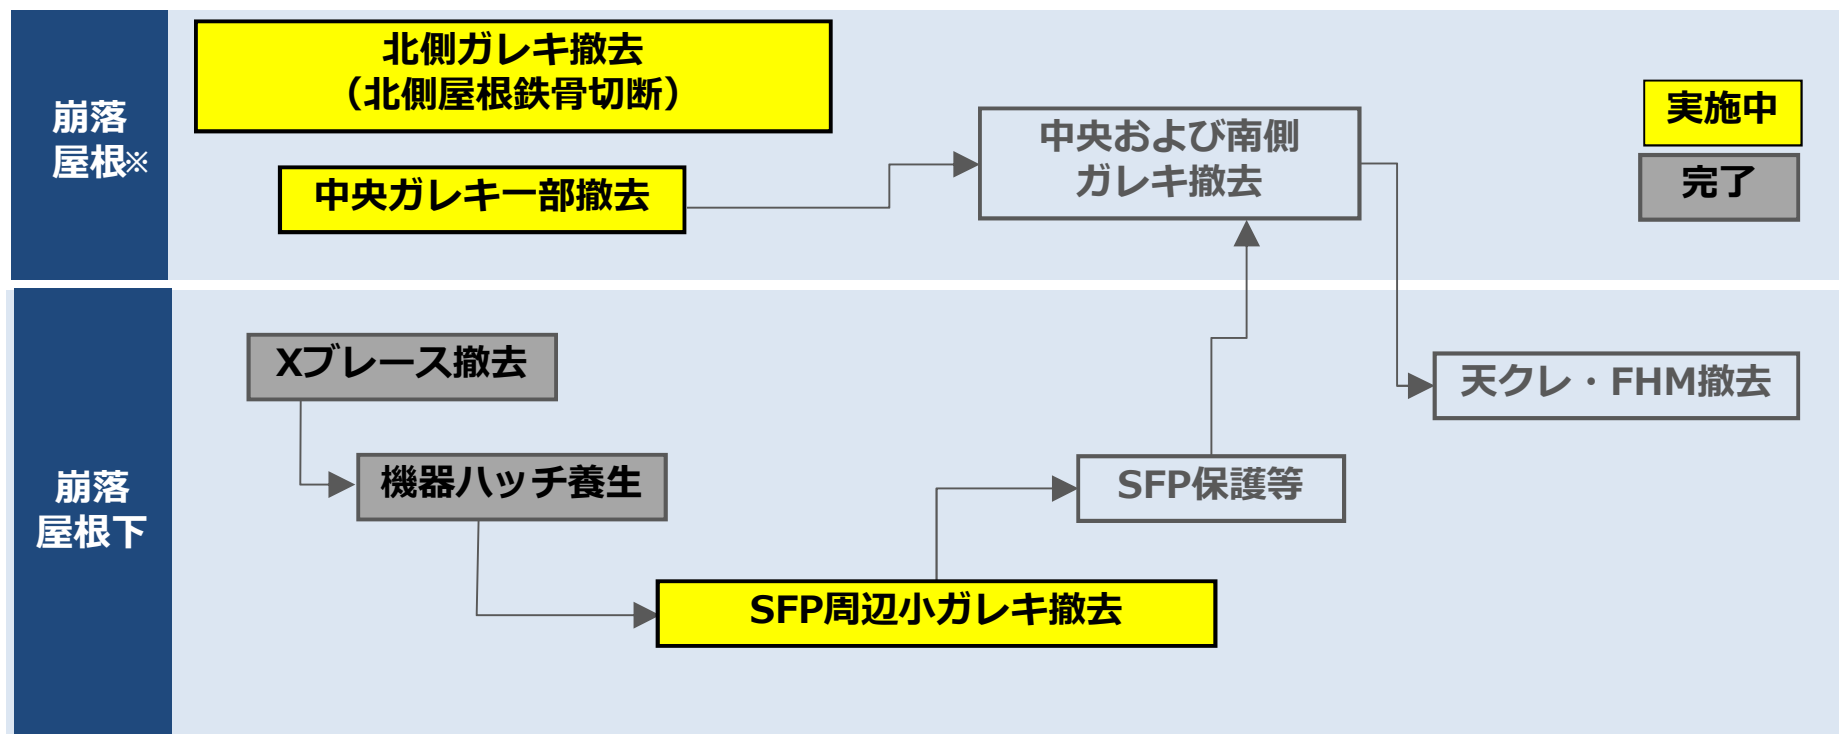 崩落
屋根※
北側ガレキ撤去
（北側屋根鉄骨切断）
中央ガレキ一部撤去
中央および南側
ガレキ撤去
実施中
完了
崩落
屋根下
Xブレース撤去
機器ハッチ養生
SFP周辺小ガレキ撤去
SFP保護等
天クレ・FHM撤去